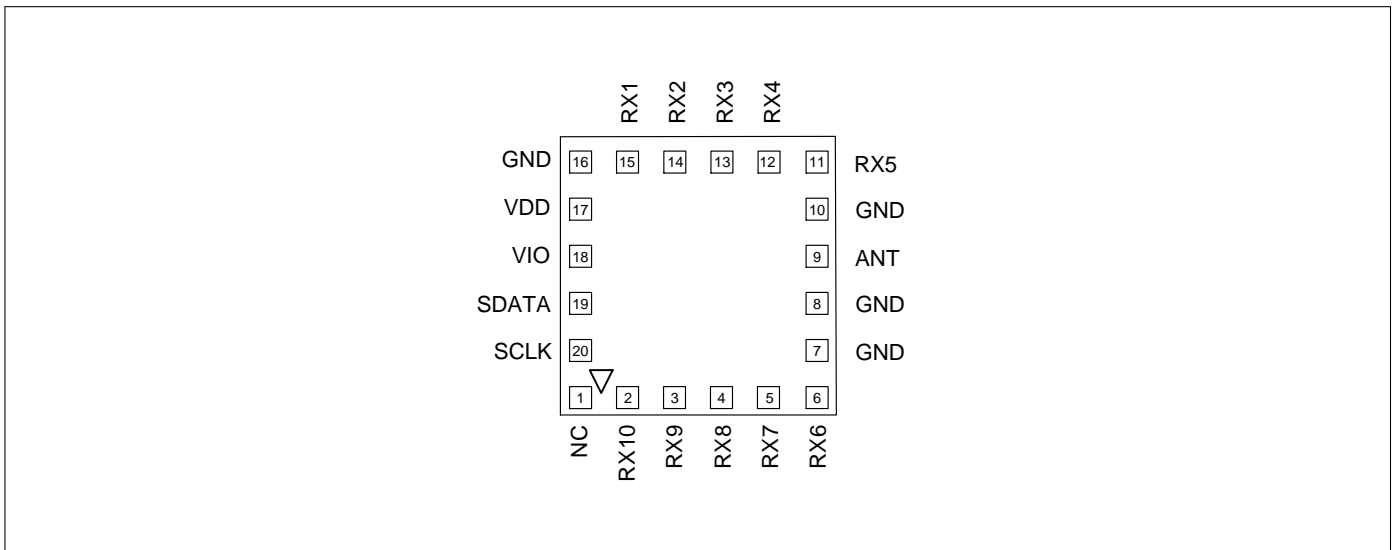 RX1 RX2 RX3 RX4
GND 16 15 14 13 12 11 RX5
VDD 17 10 GND
VIO 18 9 ANT
SDATA 19 8 GND
SCLK 20 7 GND
1 2 3 4 5 6
NC RX10 RX9 RX8 RX7 RX6